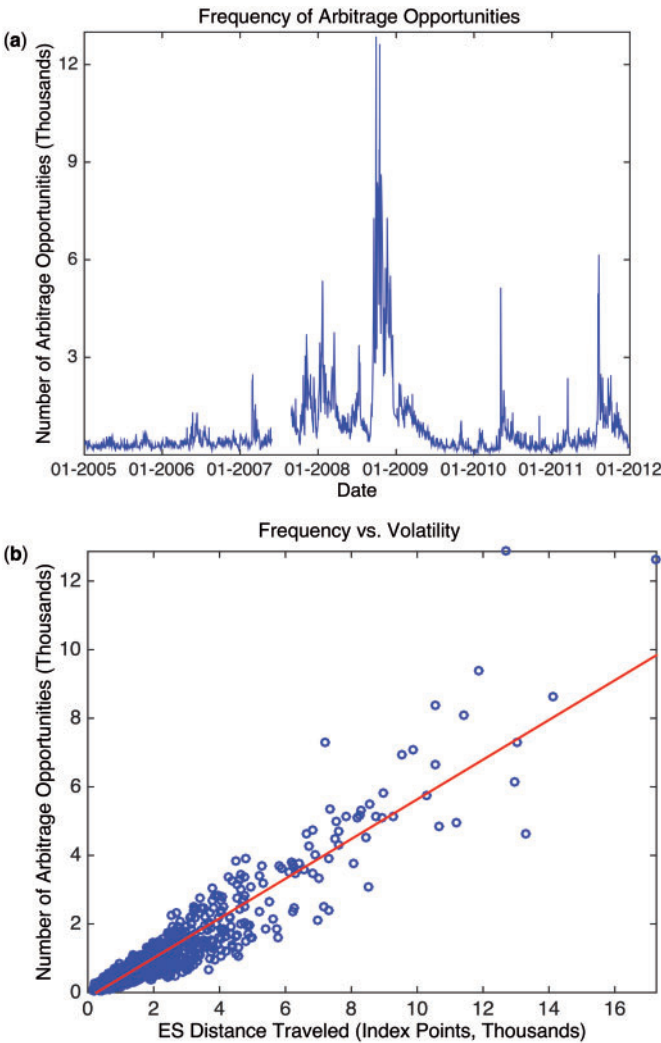 Frequency of Arbitrage Opportunities
(a)
Number of Arbitrage Opportunities (Thousands)
12
9
6
3
01-2005 01-2006 01-2007 01-2008 01-2009 01-2010 01-2011 01-2012
Date
Frequency vs. Volatility
(b)
Number of Arbitrage Opportunities (Thousands)
12
10
8
6
4
2
0
0 2 4 6 8 10 12 14 16
ES Distance Traveled (Index Points, Thousands)